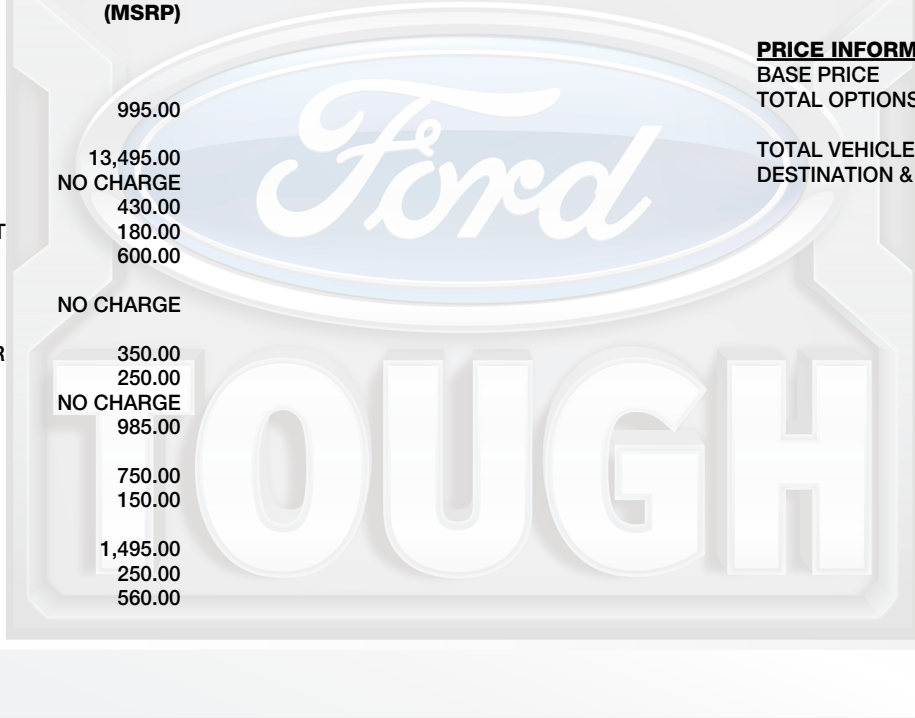 (MSRP)
995.00
13,495.00
NO CHARGE
430.00
T 180.00
600.00
NO CHARGE
R 350.00
250.00
NO CHARGE
985.00
750.00
150.00
1,495.00
250.00
560.00
PRICE INFORM
BASE PRICE
TOTAL OPTIONS
TOTAL VEHICLE
DESTINATION &
Ford
TOUGH